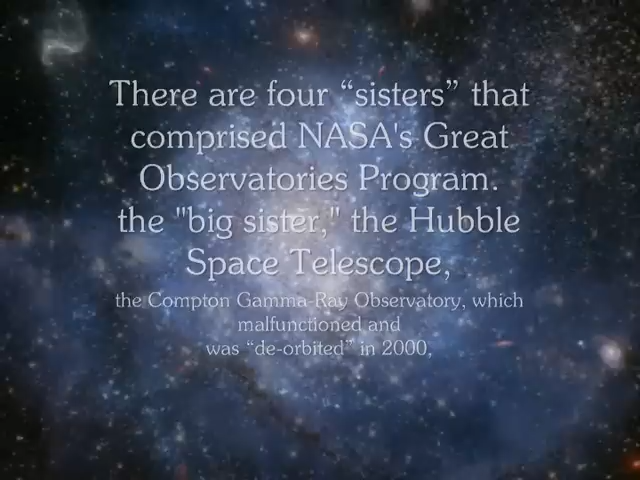 There are four “sisters” that
comprised NASA's Great
Observatories Program.
the "big sister," the Hubble
Space Telescope,
the Compton Gamma-Ray Observatory, which
malfunctioned and
was “de-orbited” in 2000,